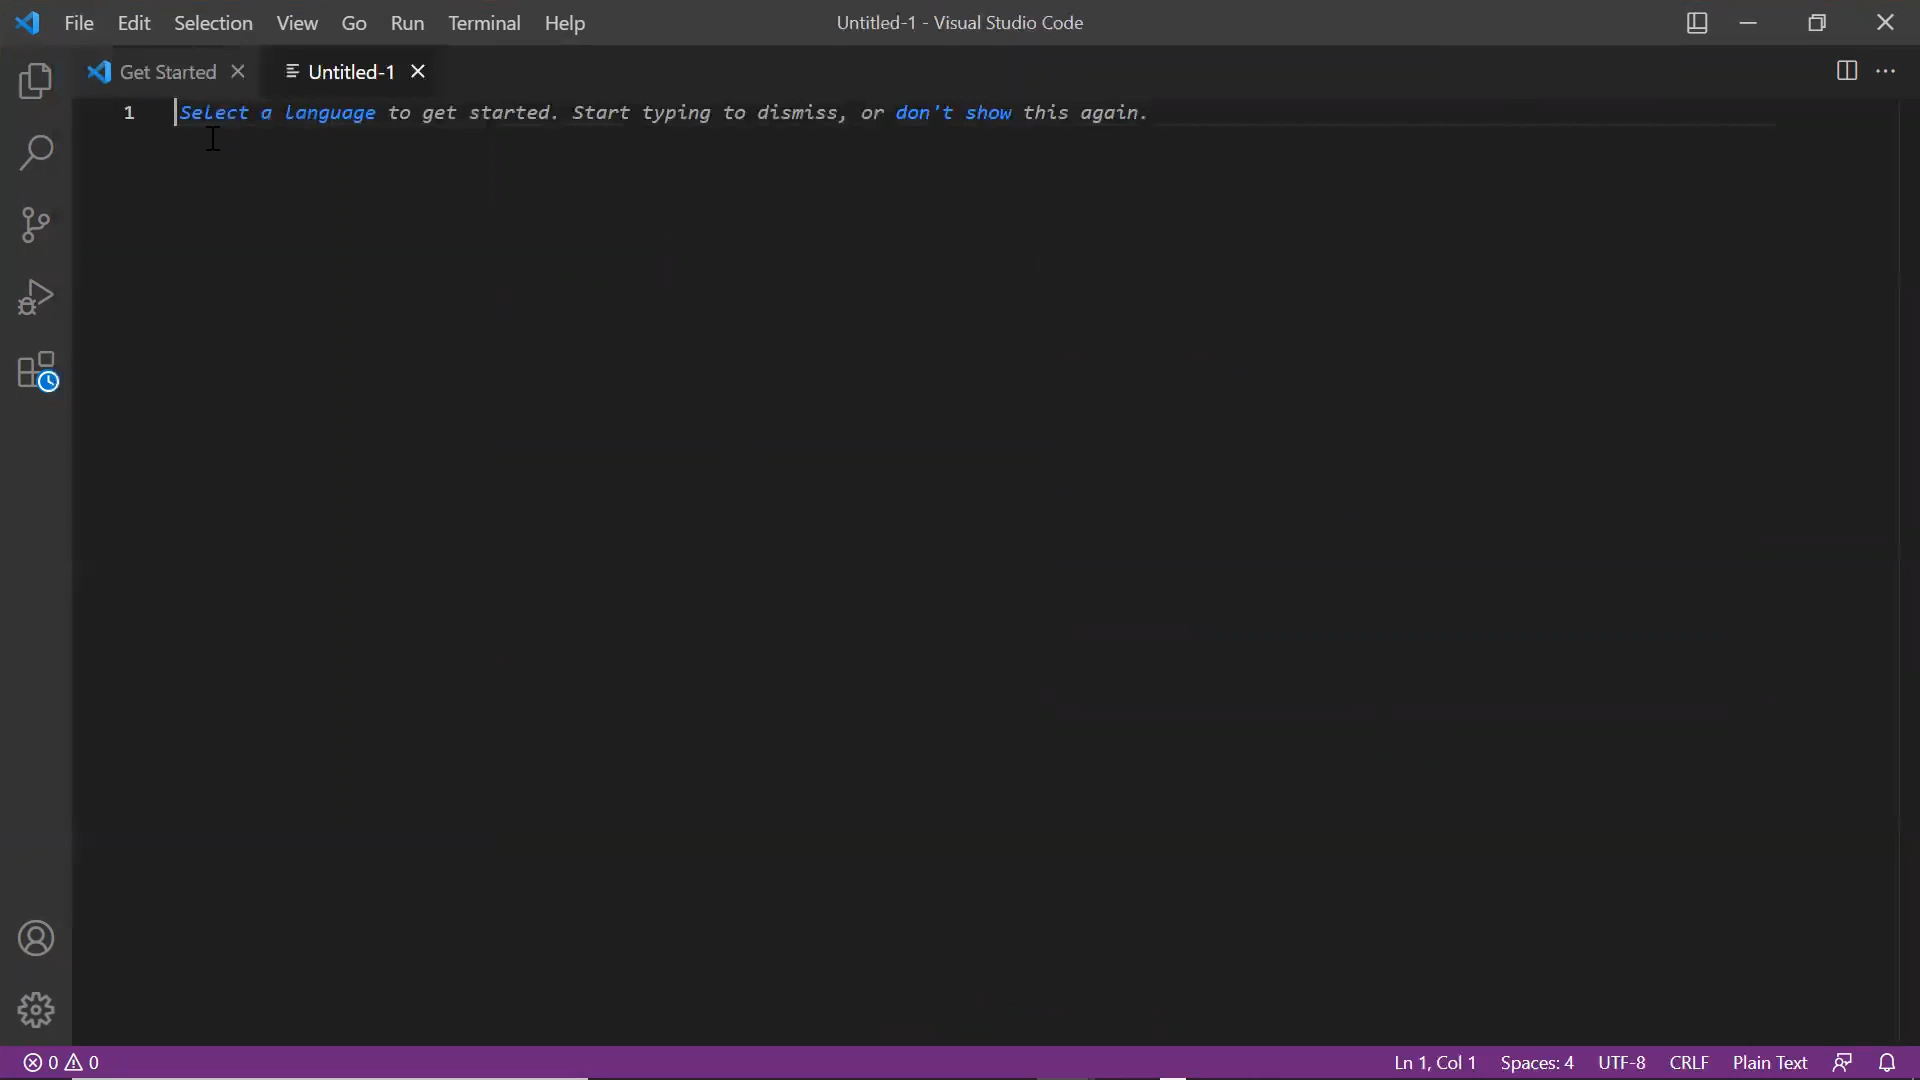 File Edit Selection View Go Run Terminal Help Untitled-1 - Visual Studio Code
Get Started Untitled-1
1 Select a language to get started. Start typing to dismiss, or don't show this again.
0 0 Ln 1, Col 1 Spaces: 4 UTF-8 CRLF Plain Text